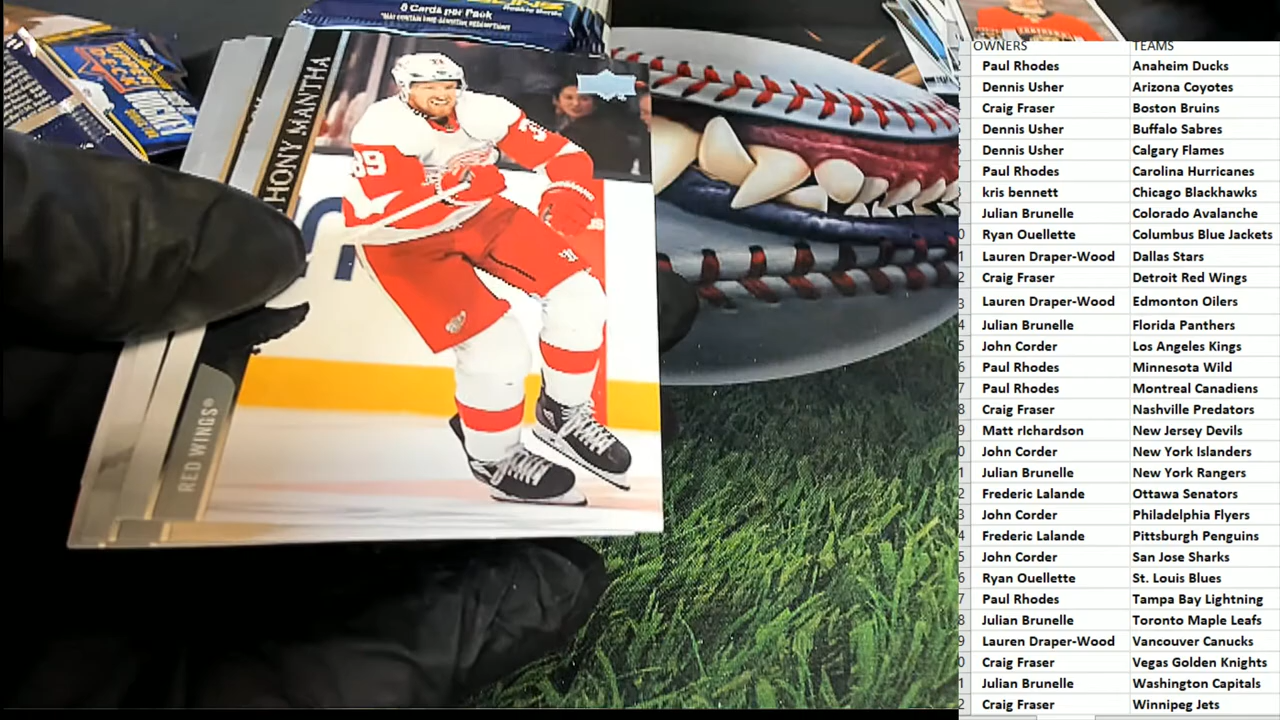 8 Cards per Pack
UPPER DECK
HONY MANTHA
39
RED WINGS®
OWNERS TEAMS
Paul Rhodes Anaheim Ducks
Dennis Usher Arizona Coyotes
Craig Fraser Boston Bruins
Dennis Usher Buffalo Sabres
Dennis Usher Calgary Flames
Paul Rhodes Carolina Hurricanes
kris bennett Chicago Blackhawks
Julian Brunelle Colorado Avalanche
Ryan Ouellette Columbus Blue Jackets
Lauren Draper-Wood Dallas Stars
Craig Fraser Detroit Red Wings
Lauren Draper-Wood Edmonton Oilers
Julian Brunelle Florida Panthers
John Corder Los Angeles Kings
Paul Rhodes Minnesota Wild
Paul Rhodes Montreal Canadiens
Craig Fraser Nashville Predators
Matt rIchardson New Jersey Devils
John Corder New York Islanders
Julian Brunelle New York Rangers
Frederic Lalande Ottawa Senators
John Corder Philadelphia Flyers
Frederic Lalande Pittsburgh Penguins
John Corder San Jose Sharks
Ryan Ouellette St. Louis Blues
Paul Rhodes Tampa Bay Lightning
Julian Brunelle Toronto Maple Leafs
Lauren Draper-Wood Vancouver Canucks
Craig Fraser Vegas Golden Knights
Julian Brunelle Washington Capitals
Craig Fraser Winnipeg Jets